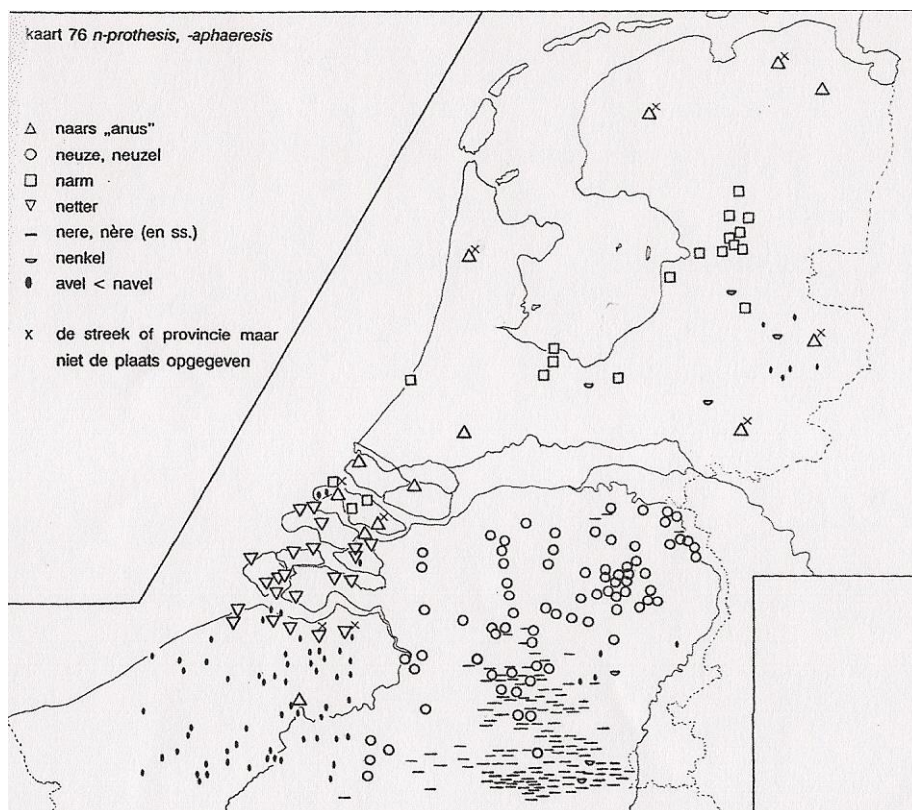 kaart 76 n-prothesis, -aphaeresis
naars „anus"
neuze, neuzel
narm
netter
nere, nère (en ss.)
nenkel
avel < navel
x de streek of provincie maar
niet de plaats opgegeven